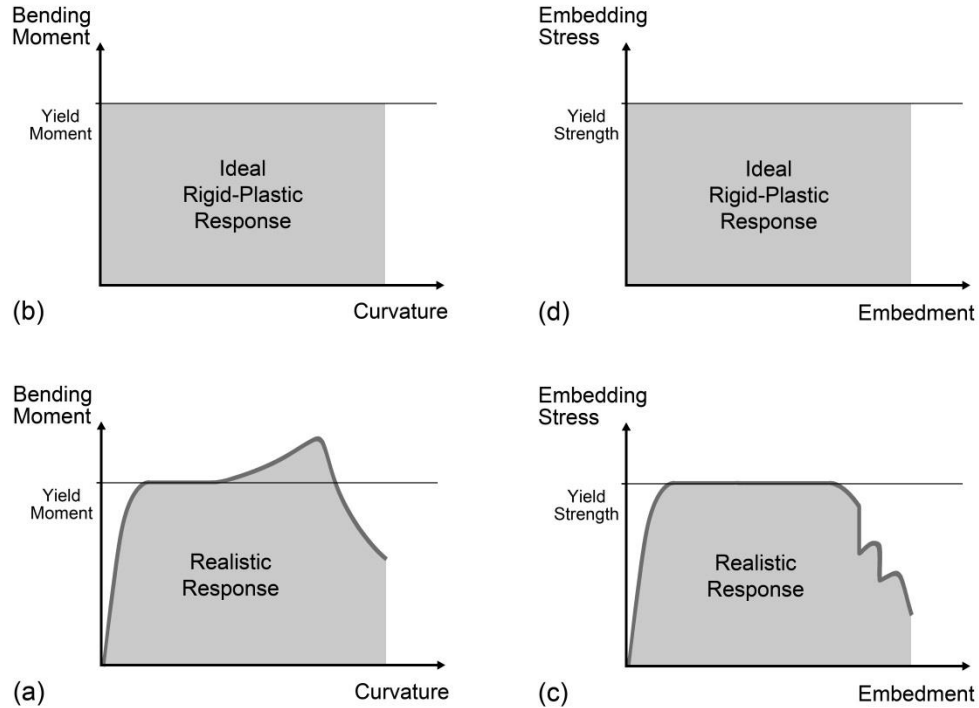 Bending
Moment
Yield
Moment
Ideal
Rigid-Plastic
Response
(b)
Curvature
Embedding
Stress
Yield
Strength
Ideal
Rigid-Plastic
Response
(d)
Embedment
Bending
Moment
Yield
Moment
Realistic
Response
(a)
Curvature
Embedding
Stress
Yield
Strength
Realistic
Response
(c)
Embedment